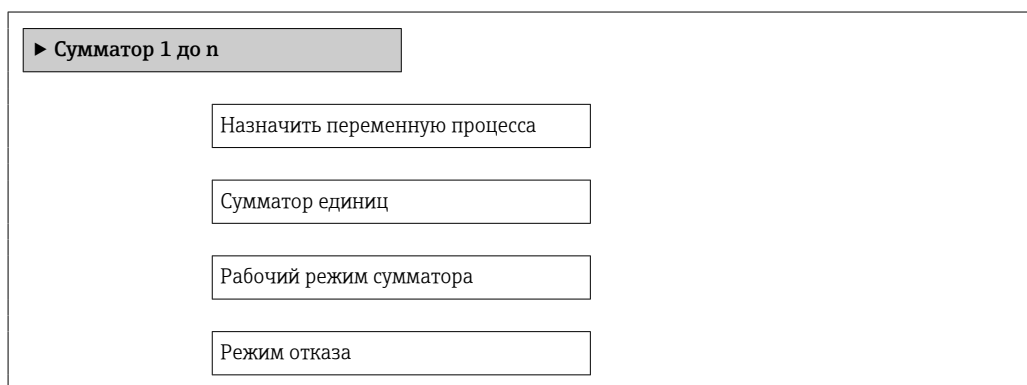 ► Сумматор 1 до n
Назначить переменную процесса
Сумматор единиц
Рабочий режим сумматора
Режим отказа